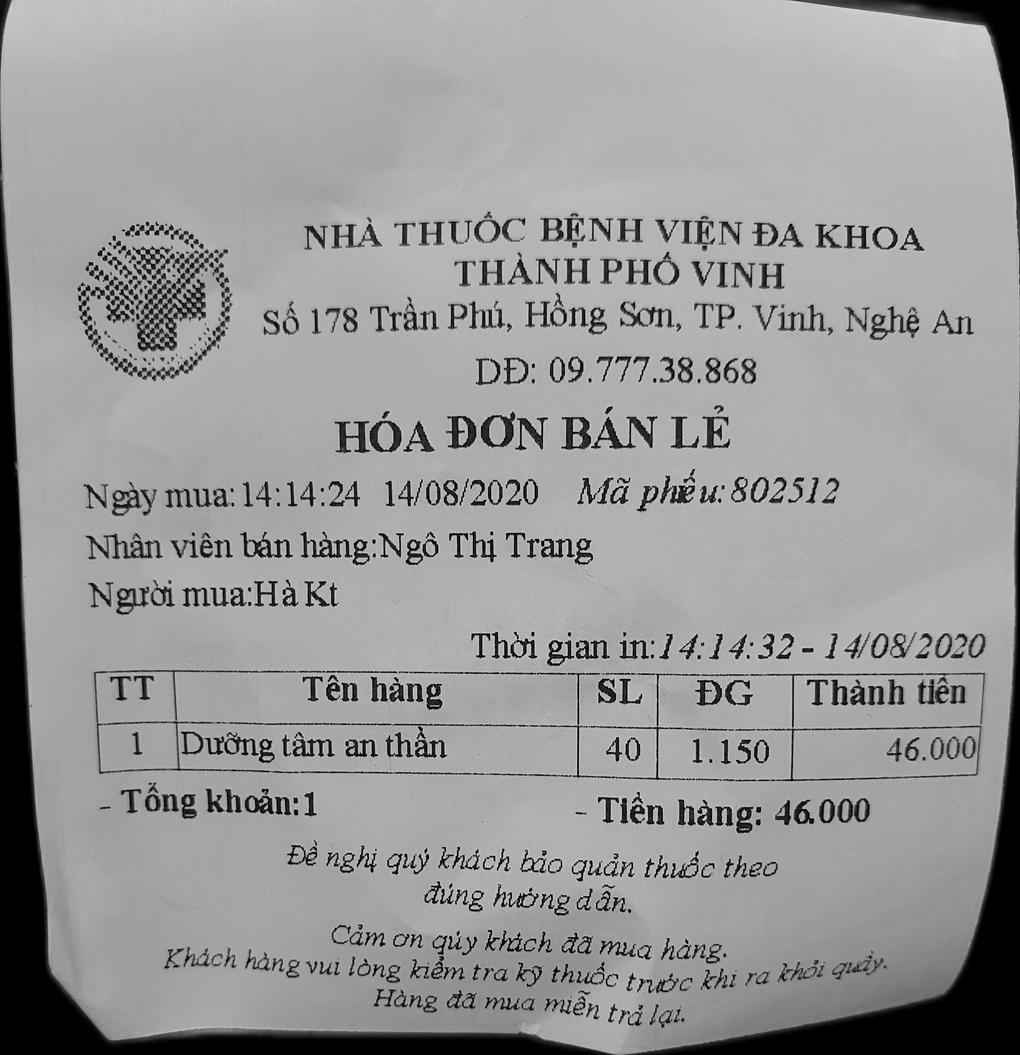 NHÀ THUỐC BỆNH VIỆN ĐA KHOA
THÀNH PHỐ VINH
Số 178 Trần Phú, Hồng Sơn, TP. Vinh, Nghệ An
DĐ: 09.777.38.868
HÓA ĐƠN BÁN LẺ
Ngày mua:14:14:24 14/08/2020 Mã phiếu:802512
Nhân viên bán hàng:Ngô Thị Trang
Người mua:Hà Kt
Thời gian in:14:14:32 - 14/08/2020
TT Tên hàng SL ĐG Thành tiền
1 Dưỡng tâm an thần 40 1.150 46.000
- Tổng khoản:1 - Tiền hàng: 46.000
Đề nghị quý khách bảo quản thuốc theo
đúng hướng dẫn.
Cảm ơn qúy khách đã mua hàng.
Khách hàng vui lòng kiểm tra kỹ thuốc trước khi ra khỏi quầy.
Hàng đã mua miễn trả lại.